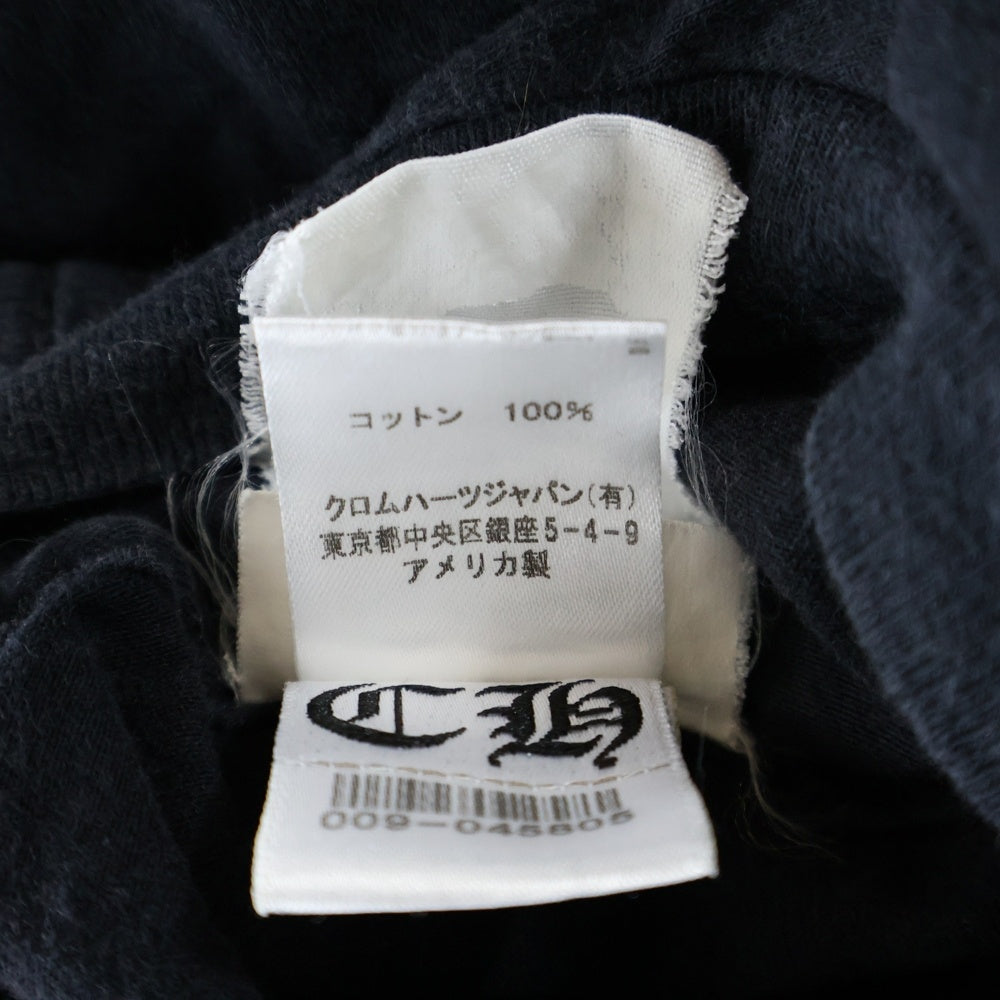 コットン 100%
クロムハーツジャパン(有)
東京都中央区銀座5-4-9
アメリカ製
CH
009-045805